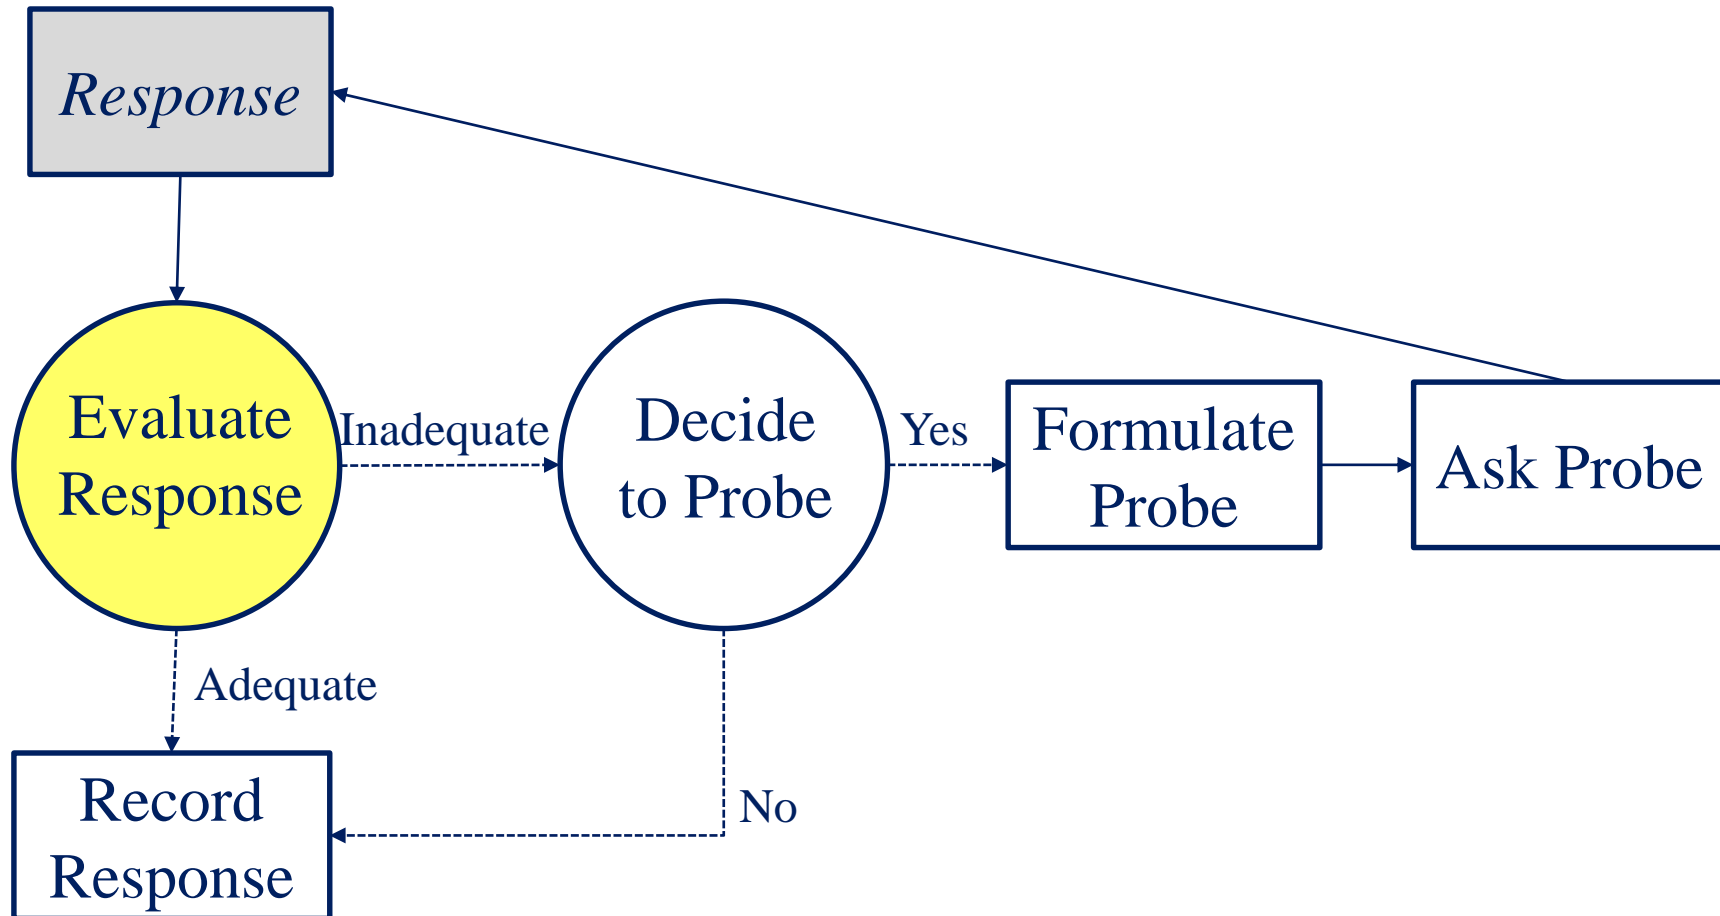 Response
Evaluate
Response
Inadequate
Decide
to Probe
Yes
Formulate
Probe
Ask Probe
Adequate
No
Record
Response